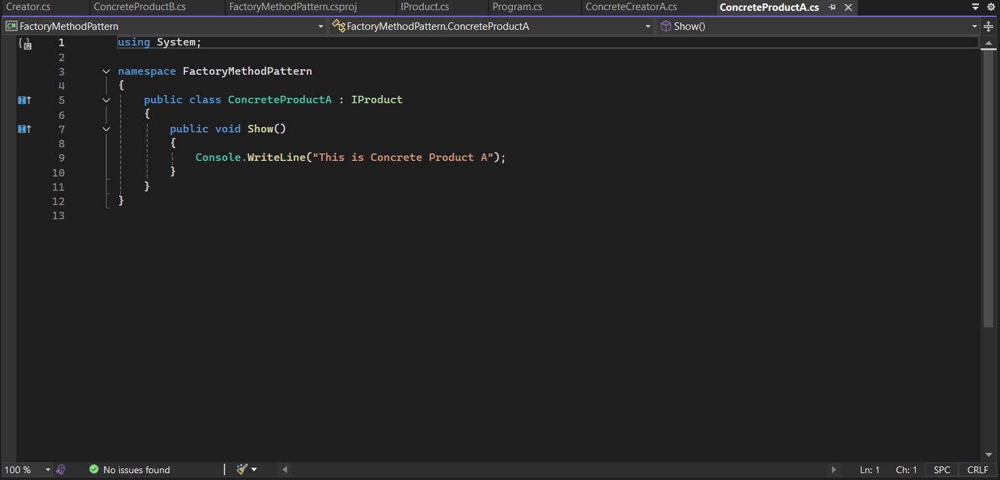 Creator.cs ConcreteProductB.cs FactoryMethodPattern.csproj IProduct.cs Program.cs ConcreteCreatorA.cs ConcreteProductA.cs
C# FactoryMethodPattern FactoryMethodPattern.ConcreteProductA Show()
1 using System;
2
3 namespace FactoryMethodPattern
4 {
5 public class ConcreteProductA : IProduct
6 {
7 public void Show()
8 {
9 Console.WriteLine("This is Concrete Product A");
10 }
11 }
12 }
13
100 % No issues found Ln: 1 Ch: 1 SPC CRLF